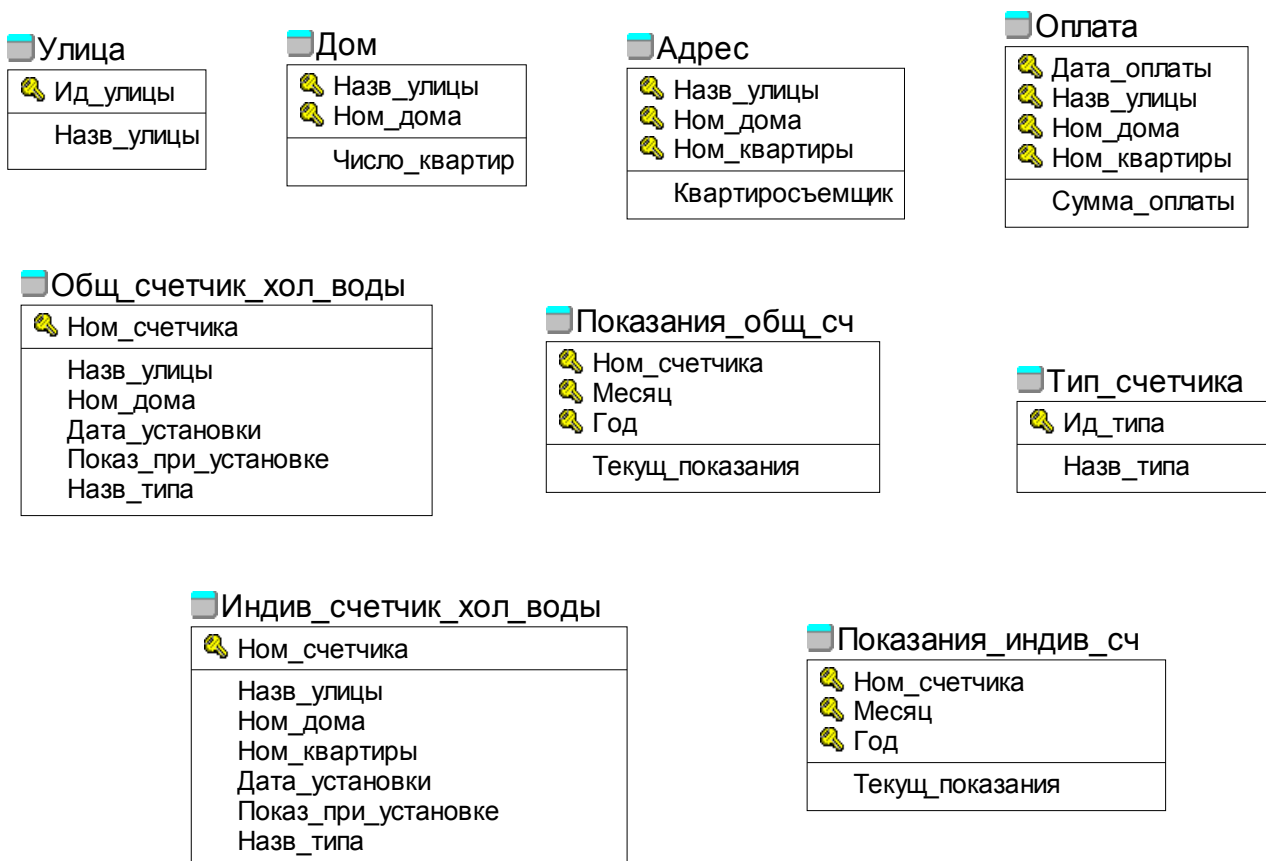 Улица
Ид_улицы
Назв_улицы
Дом
Назв_улицы
Ном_дома
Число_квартир
Адрес
Назв_улицы
Ном_дома
Ном_квартиры
Квартиросъемщик
Оплата
Дата_оплаты
Назв_улицы
Ном_дома
Ном_квартиры
Сумма_оплаты
Общ_счетчик_хол_воды
Ном_счетчика
Назв_улицы
Ном_дома
Дата_установки
Показ_при_установке
Назв_типа
Показания_общ_сч
Ном_счетчика
Месяц
Год
Текущ_показания
Тип_счетчика
Ид_типа
Назв_типа
Индив_счетчик_хол_воды
Ном_счетчика
Назв_улицы
Ном_дома
Ном_квартиры
Дата_установки
Показ_при_установке
Назв_типа
Показания_индив_сч
Ном_счетчика
Месяц
Год
Текущ_показания